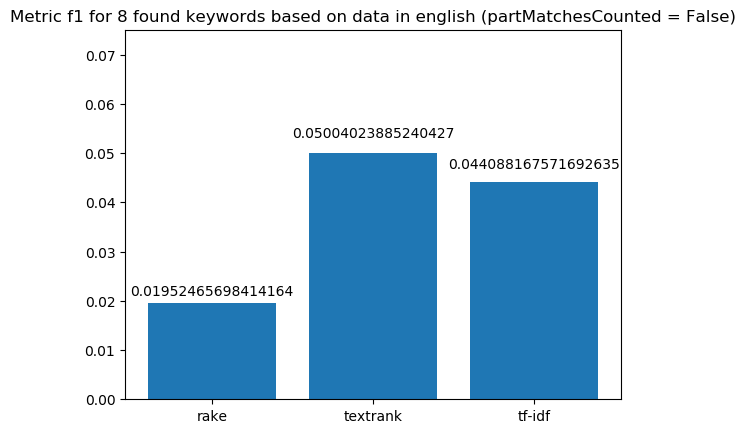 Metric f1 for 8 found keywords based on data in english (partMatchesCounted = False)
0.07
0.06
0.05004023885240427
0.05
0.044088167571692635
0.04
0.03
0.01952465698414164
0.02
0.01
0.00
rake
textrank
tf-idf